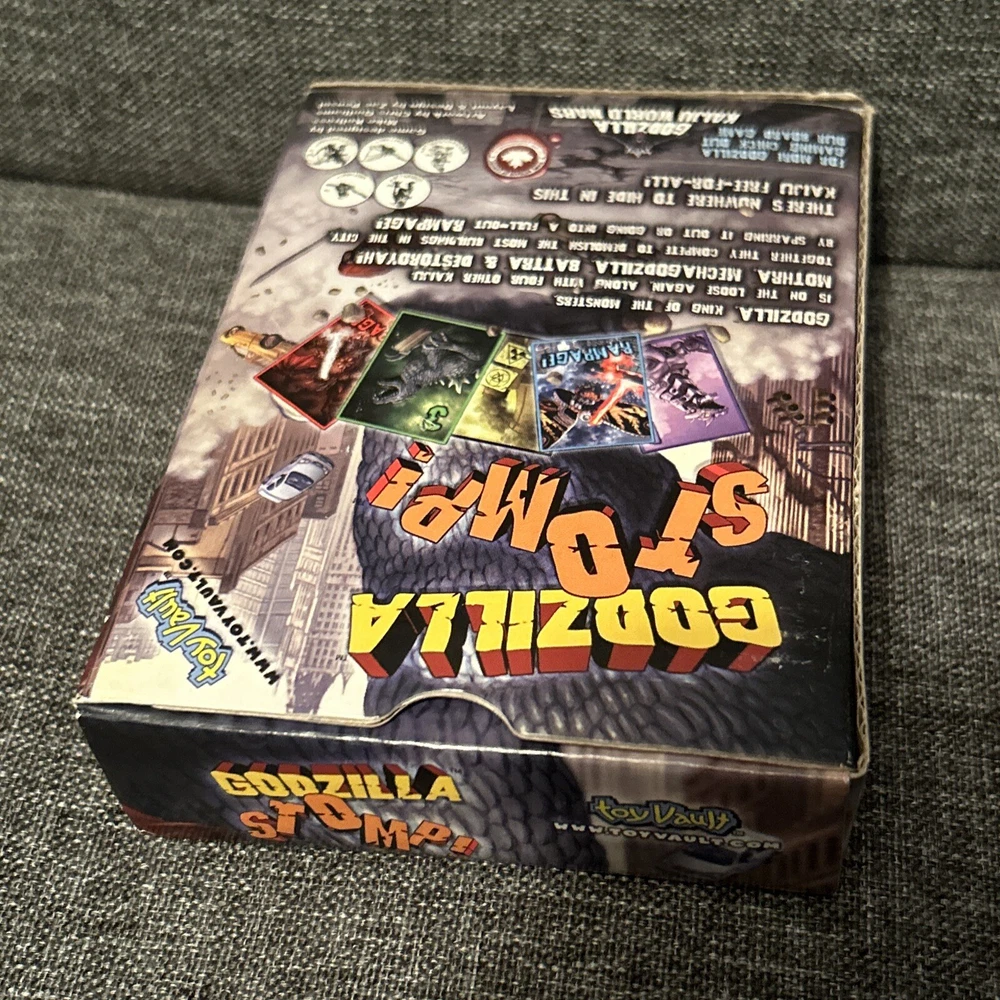 GODZILLA
STOMP!
toy Vault
WWW.TOYVAULT.COM
RAMPAGE!
3
GODZILLA, KING OF THE MONSTERS,
IS ON THE LOOSE AGAIN, ALONG WITH FOUR OTHER KAIJU.
MOTHRA, MECHAGODZILLA, BATTRA & DESTOROYAH!
TOGETHER THEY COMPETE TO DEMOLISH THE MOST BUILDINGS IN THE CITY,
BY SPARRING IT OUT OR GOING INTO A FULL-OUT RAMPAGE!
THERE'S NOWHERE TO HIDE IN THIS
KAIJU FREE-FOR-ALL!
FOR MORE GODZILLA
GAMING CHECK OUT
OUR BOARD GAME
GODZILLA
KAIJU WORLD WARS
Game designed by
GODZILLA
STOMP!
toy Vault
WWW.TOYVAULT.COM